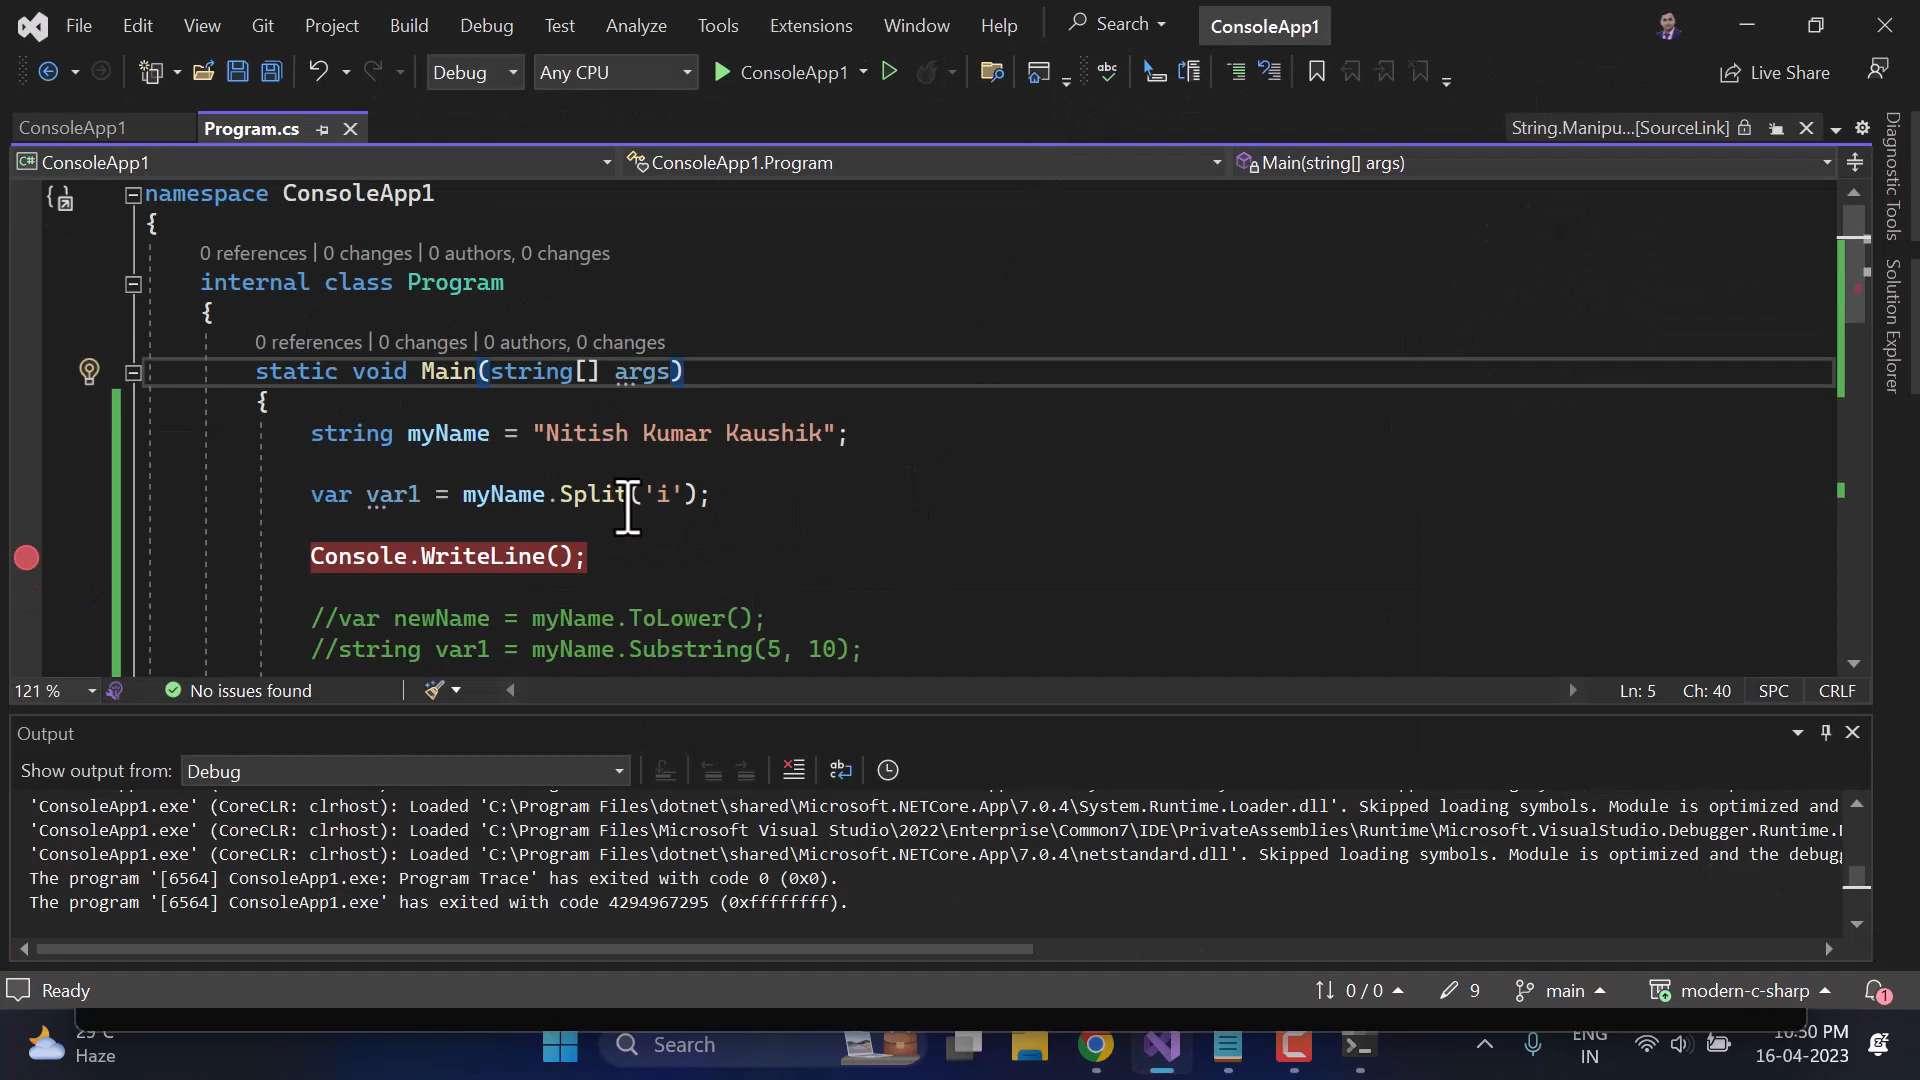 File Edit View Git Project Build Debug Test Analyze Tools Extensions Window Help Search ConsoleApp1
Debug Any CPU ConsoleApp1 Live Share
ConsoleApp1 Program.cs String.Manipu...[SourceLink]
ConsoleApp1 ConsoleApp1.Program Main(string[] args)
Diagnostic Tools
Solution Explorer
namespace ConsoleApp1
{
0 references | 0 changes | 0 authors, 0 changes
internal class Program
{
0 references | 0 changes | 0 authors, 0 changes
static void Main(string[] args)
{
string myName = "Nitish Kumar Kaushik";
var var1 = myName.Split('i');
Console.WriteLine();
//var newName = myName.ToLower();
//string var1 = myName.Substring(5, 10);
121 % No issues found Ln: 5 Ch: 40 SPC CRLF
Output
Show output from: Debug
'ConsoleApp1.exe' (CoreCLR: clrhost): Loaded 'C:\Program Files\dotnet\shared\Microsoft.NETCore.App\7.0.4\System.Runtime.Loader.dll'. Skipped loading symbols. Module is optimized and
'ConsoleApp1.exe' (CoreCLR: clrhost): Loaded 'C:\Program Files\Microsoft Visual Studio\2022\Enterprise\Common7\IDE\PrivateAssemblies\Runtime\Microsoft.VisualStudio.Debugger.Runtime.
'ConsoleApp1.exe' (CoreCLR: clrhost): Loaded 'C:\Program Files\dotnet\shared\Microsoft.NETCore.App\7.0.4\netstandard.dll'. Skipped loading symbols. Module is optimized and the debugg
The program '[6564] ConsoleApp1.exe: Program Trace' has exited with code 0 (0x0).
The program '[6564] ConsoleApp1.exe' has exited with code 4294967295 (0xffffffff).
Ready 0 / 0 9 main modern-c-sharp 1
29°C
Haze
Search
ENG
IN
10:30 PM
16-04-2023